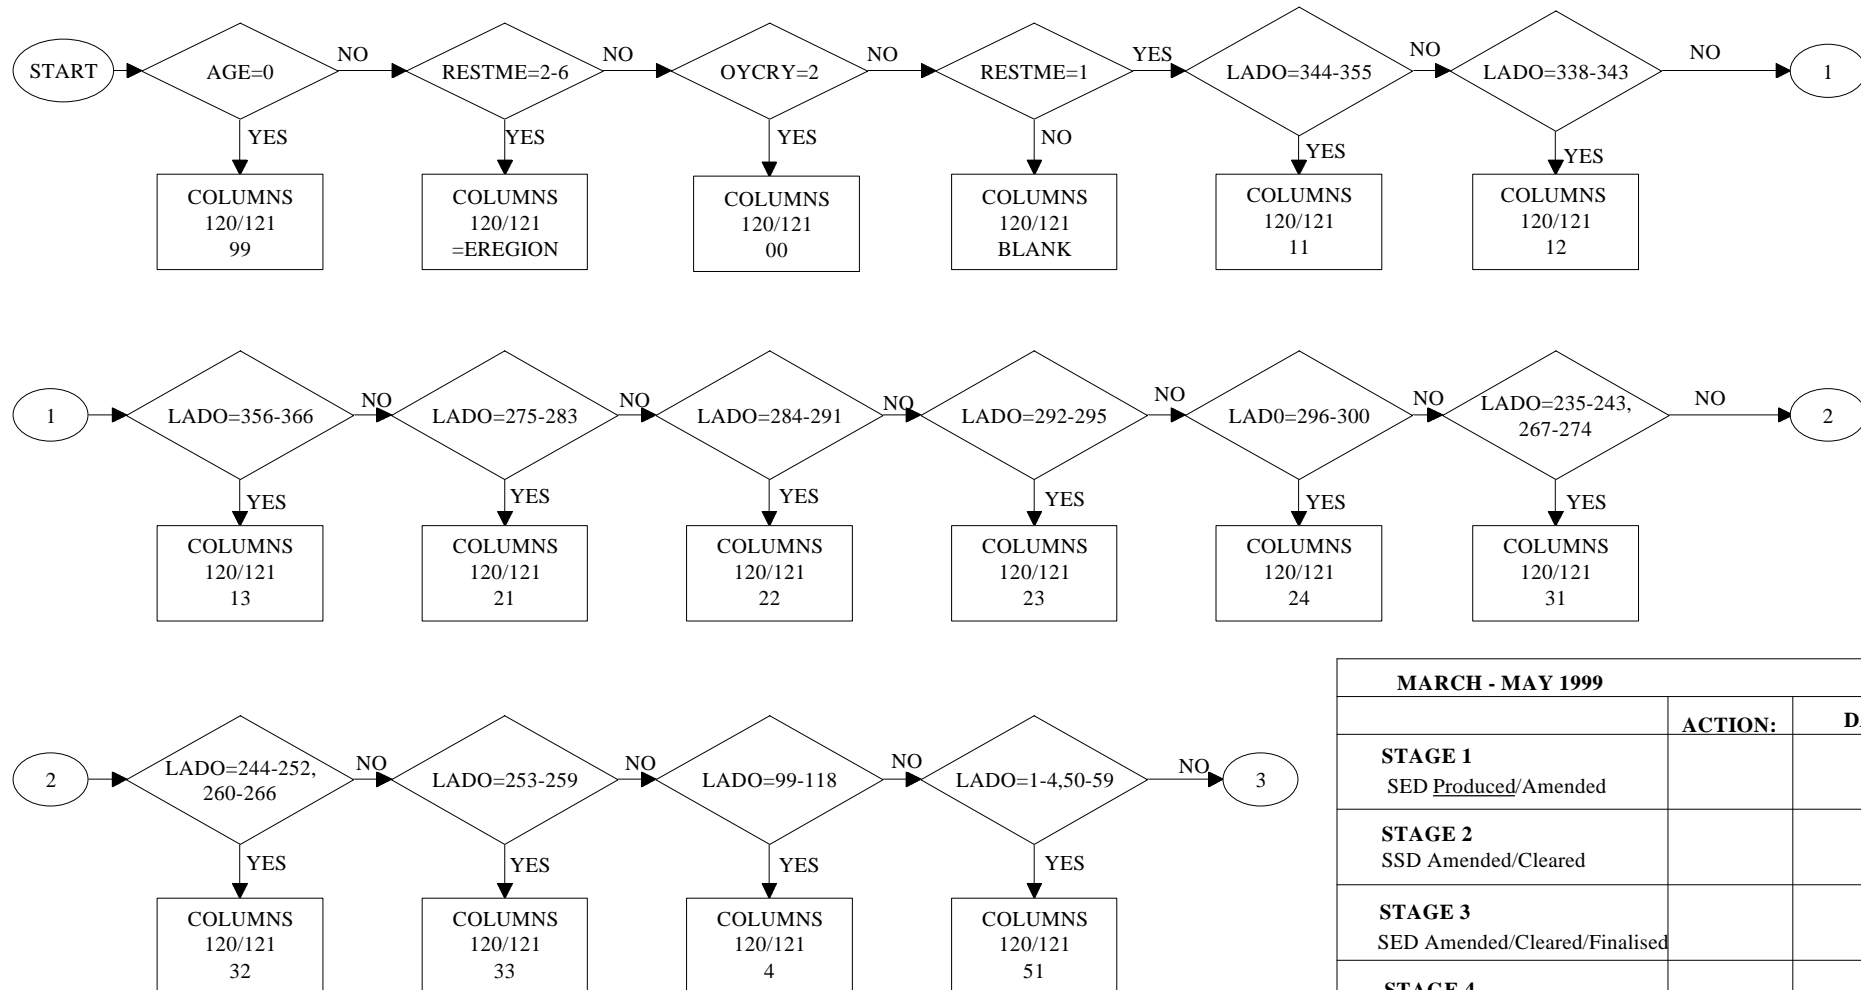 START
AGE=0
NO
RESTME=2-6
NO
OYCRY=2
NO
RESTME=1
YES
LADO=344-355
NO
LADO=338-343
NO
1
YES
YES
YES
NO
YES
YES
COLUMNS
120/121
99
COLUMNS
120/121
=EREGION
COLUMNS
120/121
00
COLUMNS
120/121
BLANK
COLUMNS
120/121
11
COLUMNS
120/121
12
1
LADO=356-366
NO
LADO=275-283
NO
LADO=284-291
NO
LADO=292-295
NO
LAD0=296-300
NO
LADO=235-243,
267-274
NO
2
YES
YES
YES
YES
YES
YES
COLUMNS
120/121
13
COLUMNS
120/121
21
COLUMNS
120/121
22
COLUMNS
120/121
23
COLUMNS
120/121
24
COLUMNS
120/121
31
2
LADO=244-252,
260-266
NO
LADO=253-259
NO
LADO=99-118
NO
LADO=1-4,50-59
NO
3
YES
YES
YES
YES
COLUMNS
120/121
32
COLUMNS
120/121
33
COLUMNS
120/121
4
COLUMNS
120/121
51
MARCH - MAY 1999
ACTION:
STAGE 1
SED Produced/Amended
STAGE 2
SSD Amended/Cleared
STAGE 3
SED Amended/Cleared/Finalised
STAGE 4